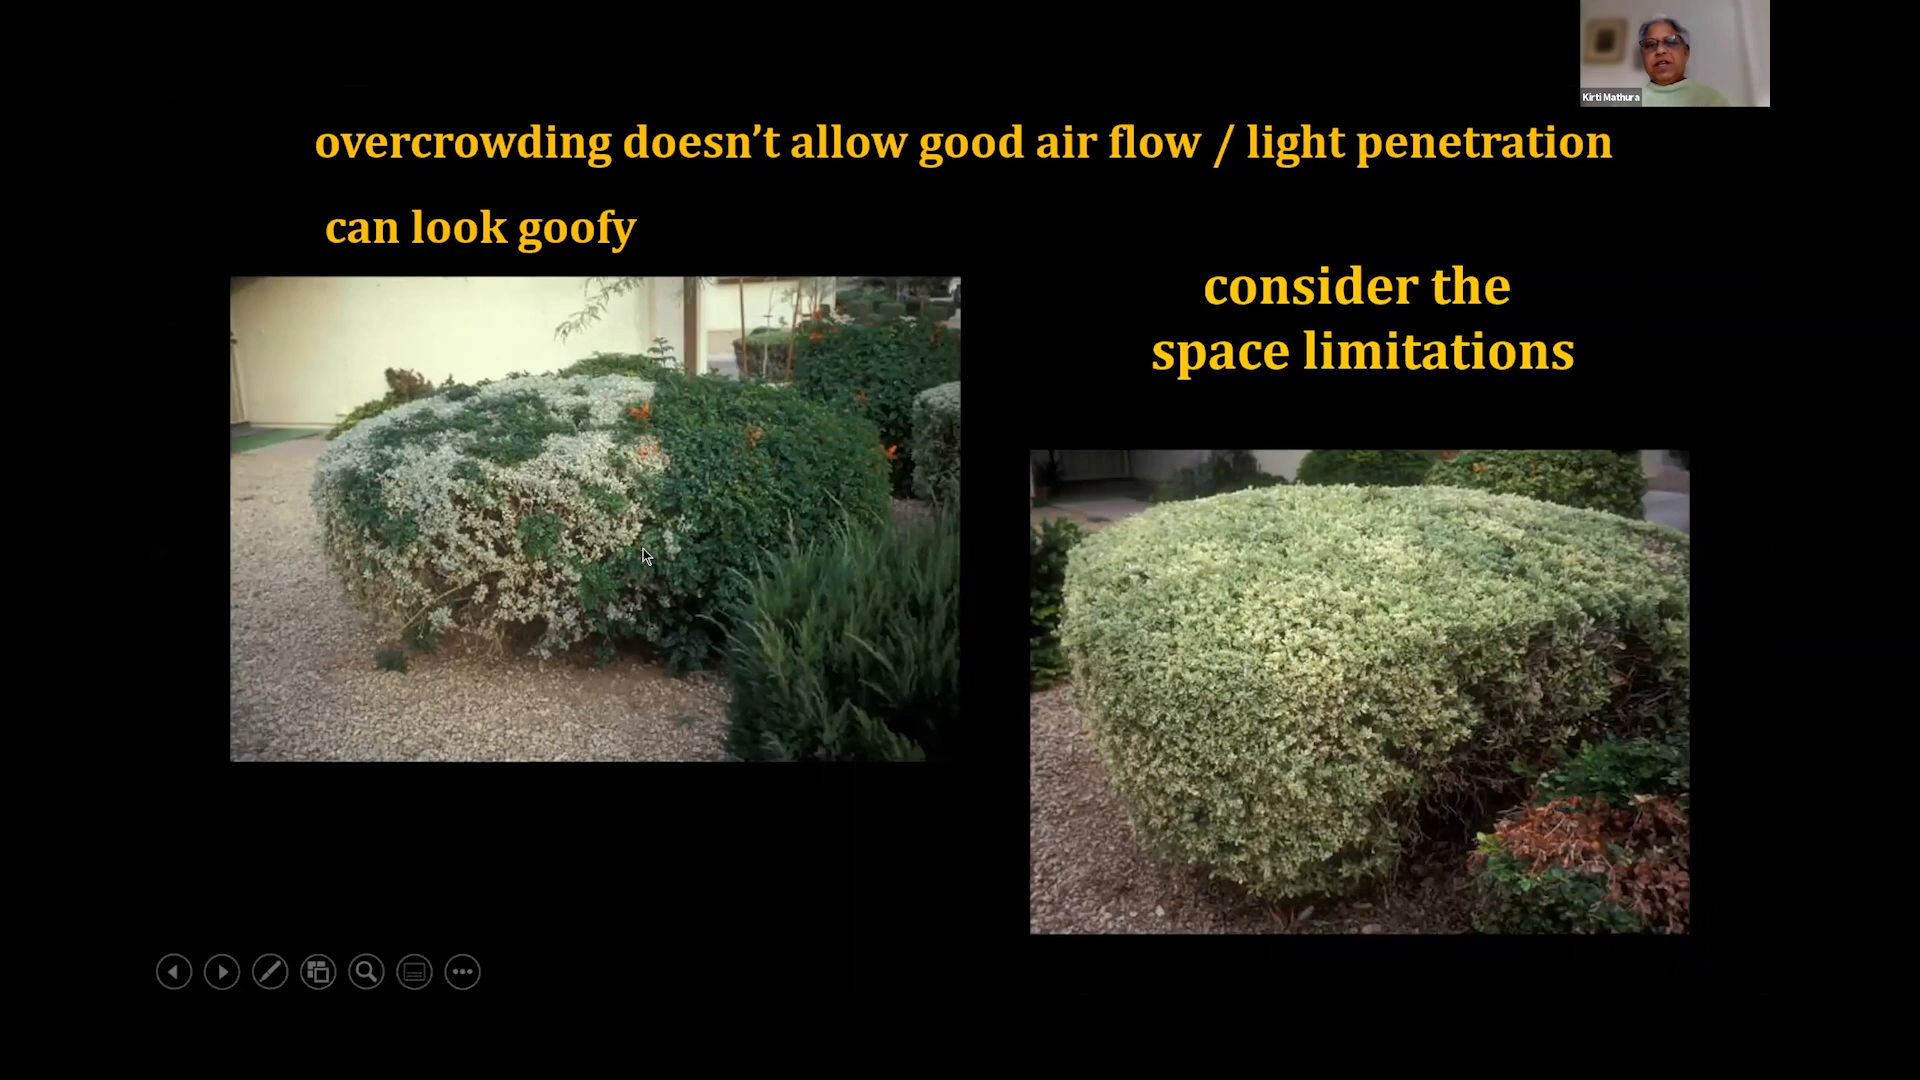 Kirti Mathura
overcrowding doesn’t allow good air flow / light penetration
can look goofy
consider the
space limitations